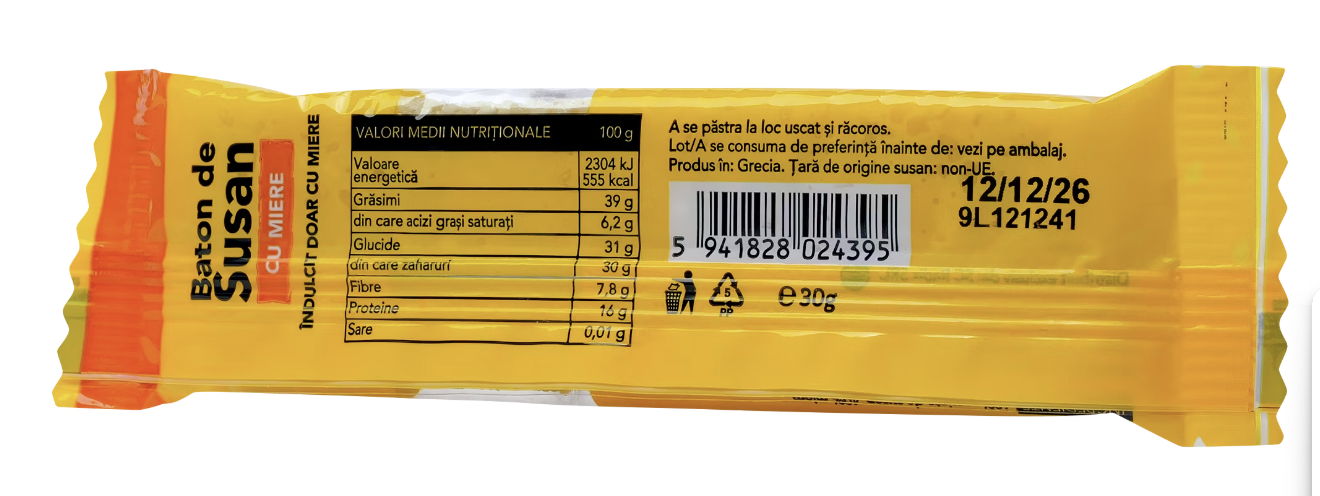 Baton de
Susan
CU MIERE
ÎNDULCIT DOAR CU MIERE
VALORI MEDII NUTRIȚIONALE 100 g
Valoare energetică 2304 kJ 555 kcal
Grăsimi 39 g
din care acizi grași saturați 6,2 g
Glucide 31 g
din care zaharuri 30 g
Fibre 7,8 g
Proteine 16 g
Sare 0,01 g
A se păstra la loc uscat și răcoros.
Lot/A se consuma de preferință înainte de: vezi pe ambalaj.
Produs în: Grecia. Țară de origine susan: non-UE.
12/12/26
9L121241
5 941828 024395
5
PP
℮ 30g